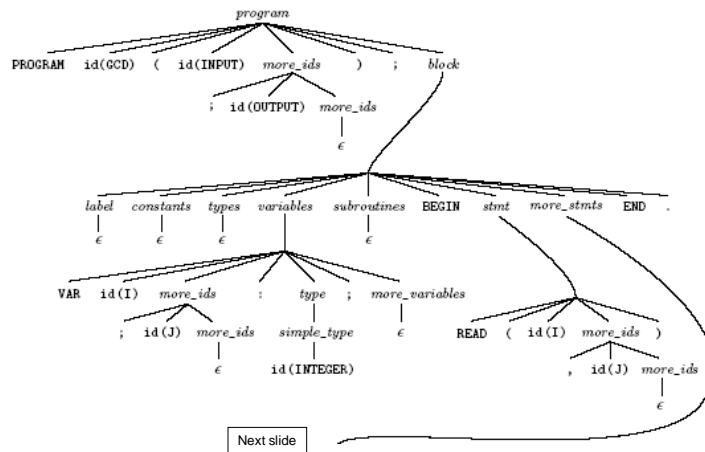 program
PROGRAM id(GCD) ( id(INPUT) more_ids ) ; block
; id(OUTPUT) more_ids
ϵ
label constants types variables subroutines BEGIN stmt more_stmts END .
ϵ ϵ ϵ ϵ
VAR id(I) more_ids : type ; more_variables
; id(J) more_ids simple_type ϵ READ ( id(I) more_ids )
ϵ id(INTEGER) , id(J) more_ids
ϵ
Next slide